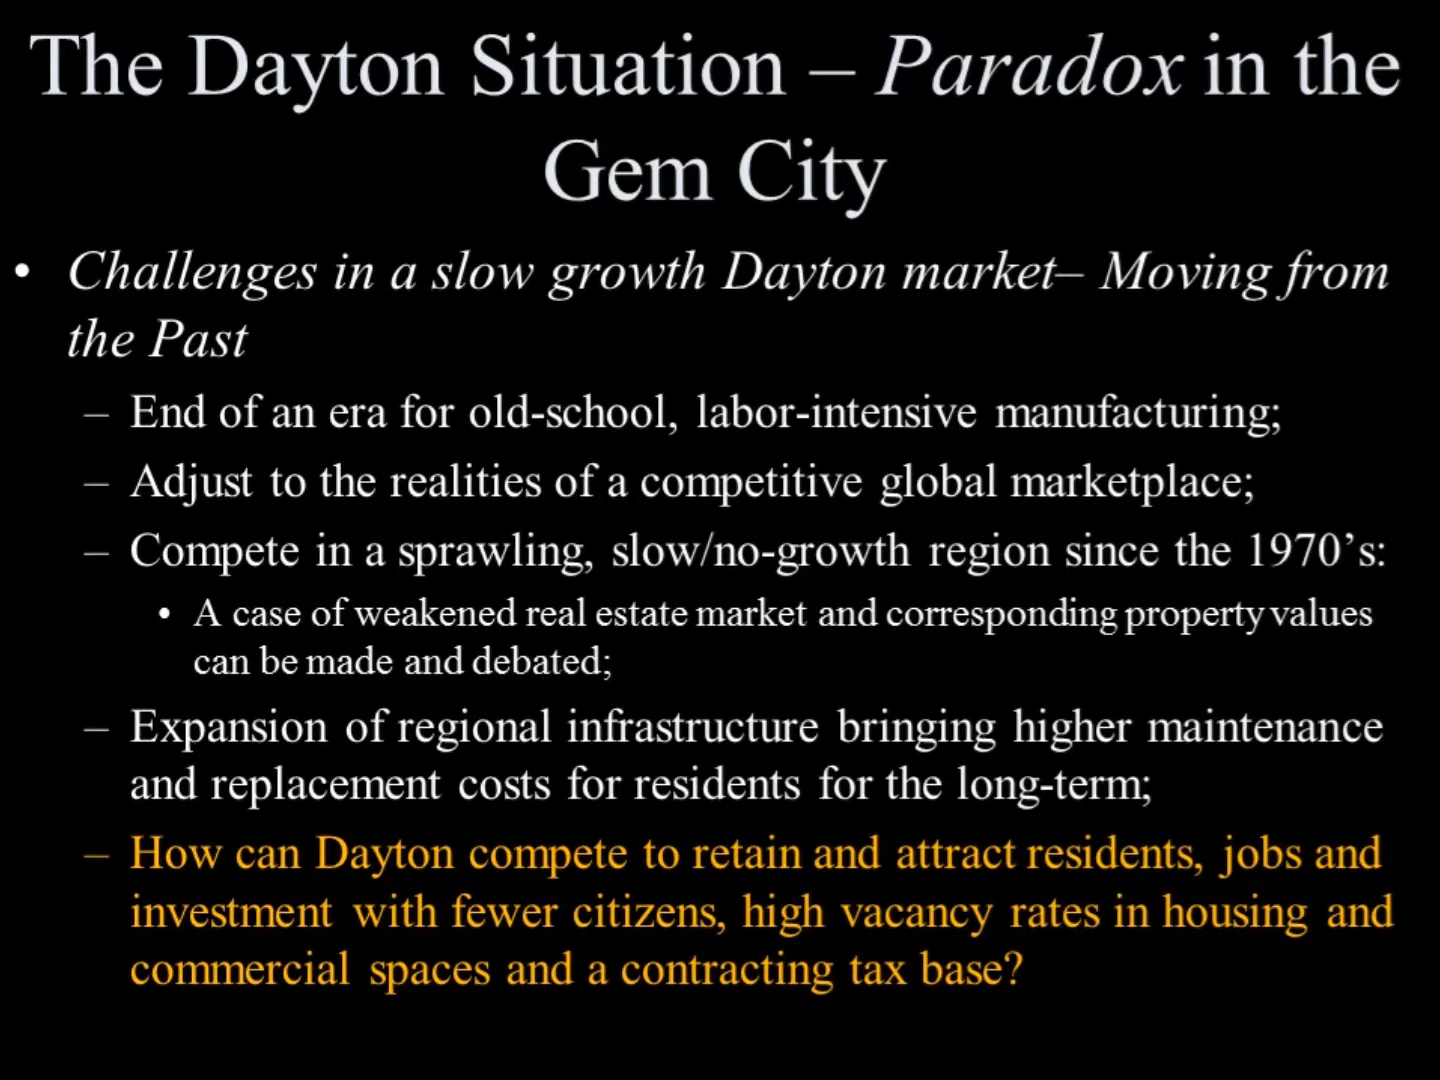 The Dayton Situation – Paradox in the
Gem City
• Challenges in a slow growth Dayton market– Moving from
the Past
– End of an era for old-school, labor-intensive manufacturing;
– Adjust to the realities of a competitive global marketplace;
– Compete in a sprawling, slow/no-growth region since the 1970’s:
• A case of weakened real estate market and corresponding property values
can be made and debated;
– Expansion of regional infrastructure bringing higher maintenance
and replacement costs for residents for the long-term;
– How can Dayton compete to retain and attract residents, jobs and
investment with fewer citizens, high vacancy rates in housing and
commercial spaces and a contracting tax base?